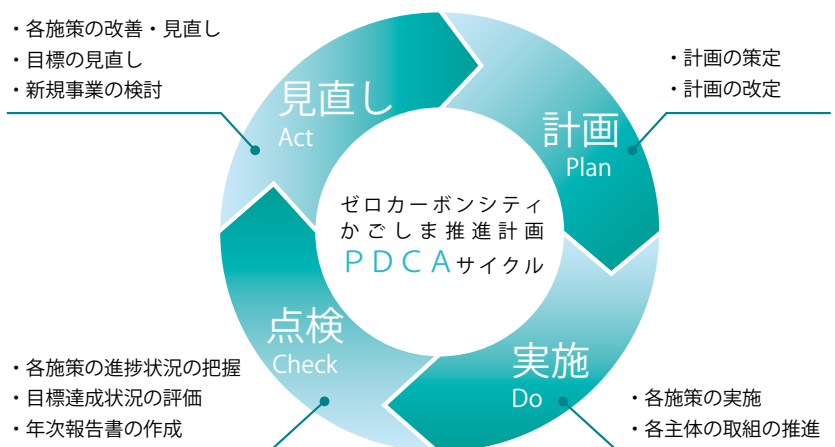 ・各施策の改善・見直し
・目標の見直し
・新規事業の検討
見直し
Act
・計画の策定
・計画の改定
計画
Plan
ゼロカーボンシティ
かごしま推進計画
ＰＤＣＡサイクル
点検
Check
・各施策の進捗状況の把握
・目標達成状況の評価
・年次報告書の作成
実施
Do
・各施策の実施
・各主体の取組の推進